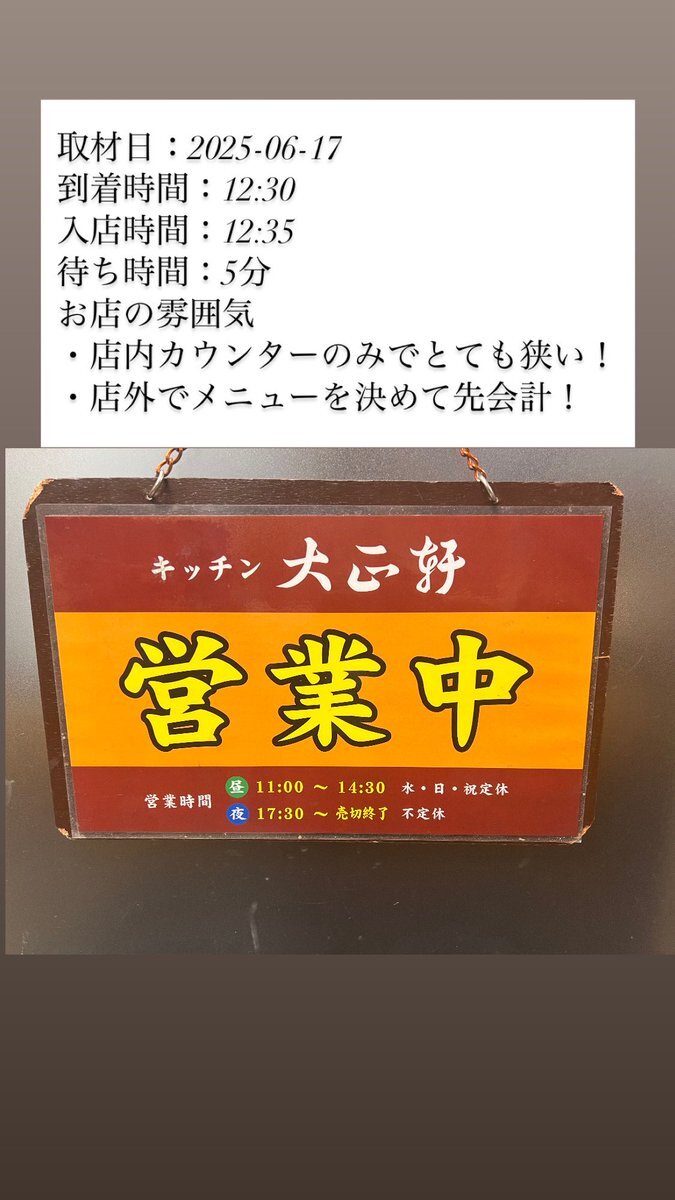 取材日：2025-06-17
到着時間：12:30
入店時間：12:35
待ち時間：5分
お店の雰囲気
・店内カウンターのみでとても狭い！
・店外でメニューを決めて先会計！
キッチン 大正軒
営業中
営業時間 昼 11:00 〜 14:30 水・日・祝定休
夜 17:30 〜 売切終了 不定休